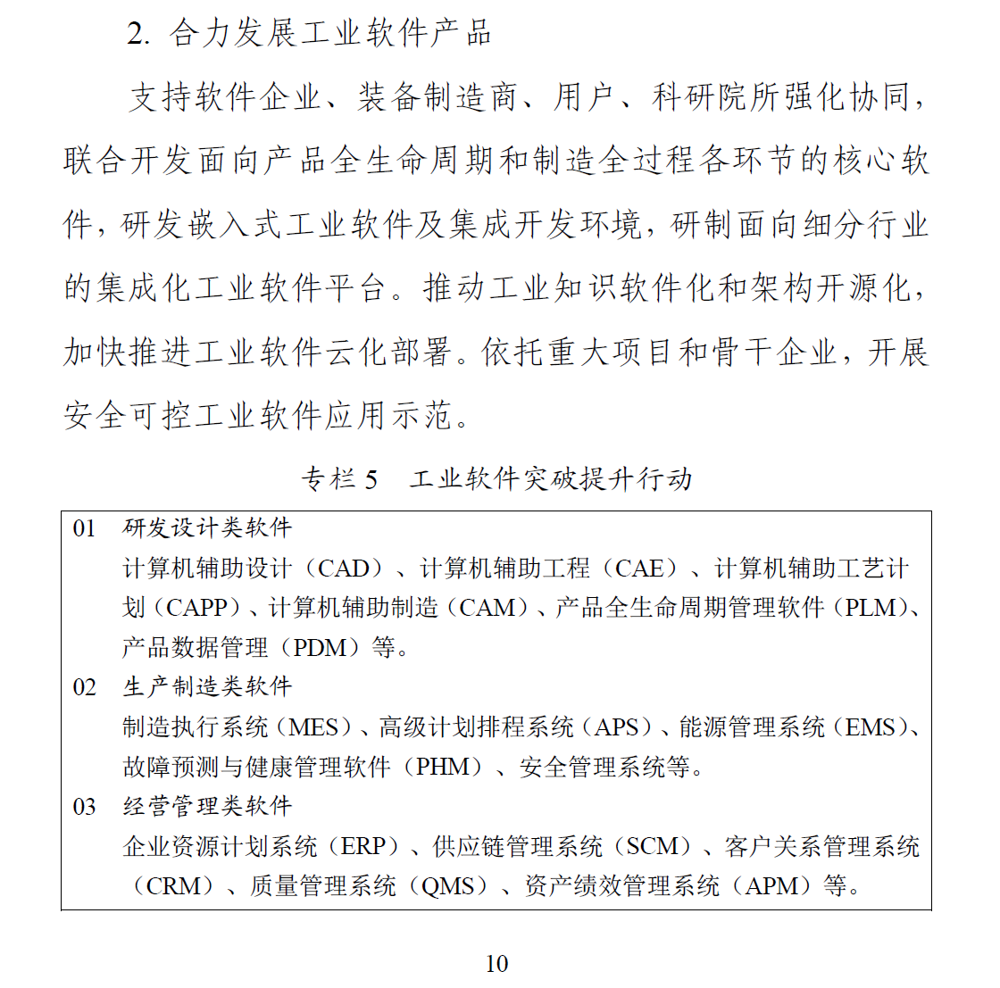 2. 合力发展工业软件产品
支持软件企业、装备制造商、用户、科研院所强化协同，
联合开发面向产品全生命周期和制造全过程各环节的核心软
件，研发嵌入式工业软件及集成开发环境，研制面向细分行业
的集成化工业软件平台。推动工业知识软件化和架构开源化，
加快推进工业软件云化部署。依托重大项目和骨干企业，开展
安全可控工业软件应用示范。
专栏 5 工业软件突破提升行动
01 研发设计类软件
计算机辅助设计（CAD）、计算机辅助工程（CAE）、计算机辅助工艺计
划（CAPP）、计算机辅助制造（CAM）、产品全生命周期管理软件（PLM）、
产品数据管理（PDM）等。
02 生产制造类软件
制造执行系统（MES）、高级计划排程系统（APS）、能源管理系统（EMS）、
故障预测与健康管理软件（PHM）、安全管理系统等。
03 经营管理类软件
企业资源计划系统（ERP）、供应链管理系统（SCM）、客户关系管理系统
（CRM）、质量管理系统（QMS）、资产绩效管理系统（APM）等。
10